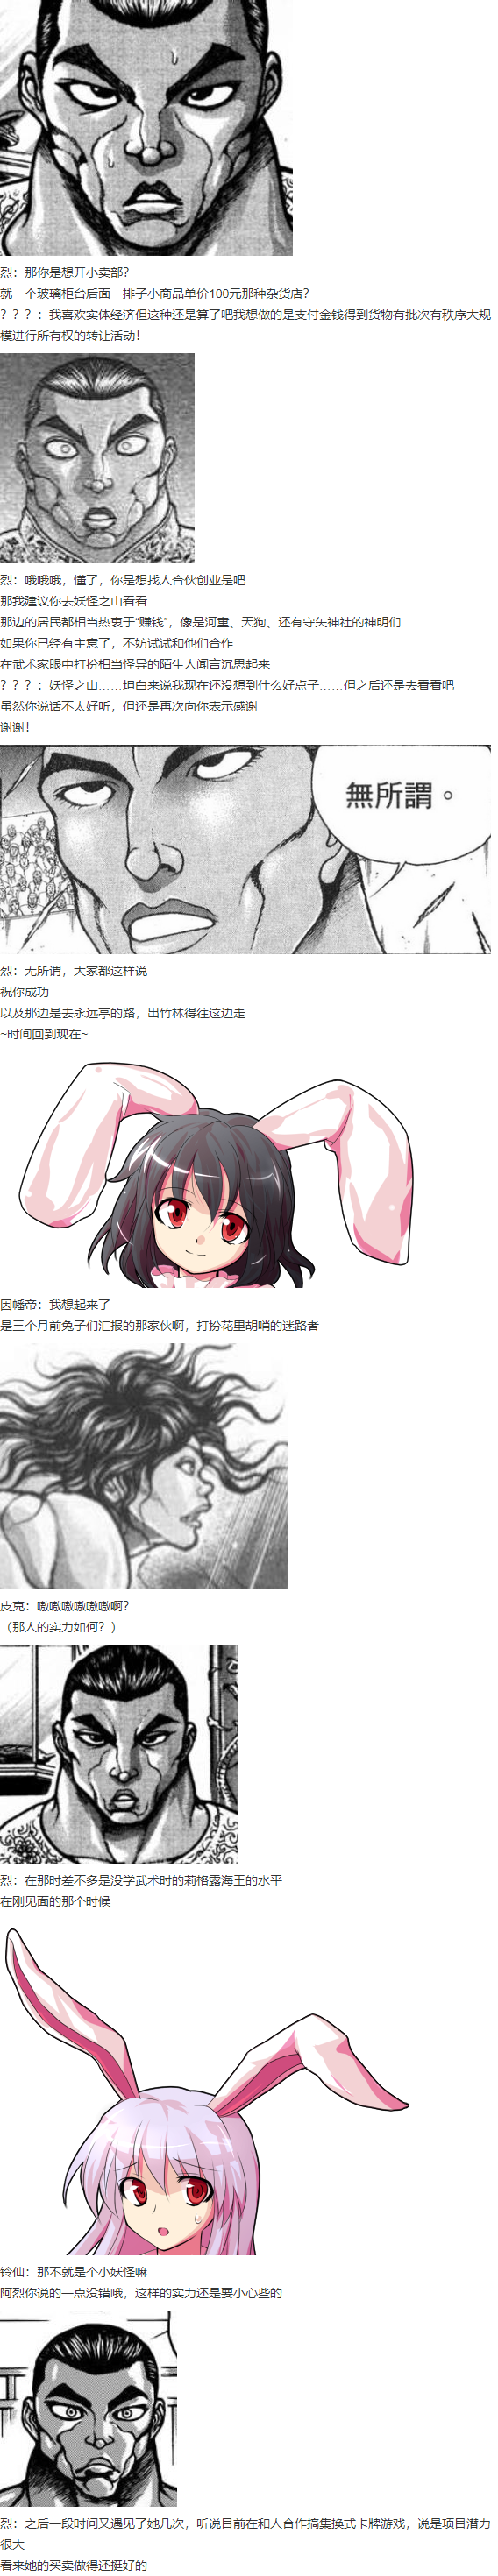 烈：那你是想开小卖部？
就一个玻璃柜台后面一排子小商品单价100元那种杂货店？
？？？：我喜欢实体经济但这种还是算了吧我想做的是支付金钱得到货物有批次有秩序大规
模进行所有权的转让活动！
烈：哦哦哦，懂了，你是想找人合伙创业是吧
那我建议你去妖怪之山看看
那边的居民都相当热衷于“赚钱”，像是河童、天狗、还有守矢神社的神明们
如果你已经有主意了，不妨试试和他们合作
在武术家眼中打扮相当怪异的陌生人闻言沉思起来
？？？：妖怪之山……坦白来说我现在还没想到什么好点子……但之后还是去看看吧
虽然你说话不太好听，但还是再次向你表示感谢
谢谢！
無所謂。
烈：无所谓，大家都这样说
祝你成功
以及那边是去永远亭的路，出竹林得往这边走
~时间回到现在~
因幡帝：我想起来了
是三个月前兔子们汇报的那家伙啊，打扮花里胡哨的迷路者
皮克：嗷嗷嗷嗷嗷嗷啊？
（那人的实力如何？）
烈：在那时差不多是没学武术时的莉格露海王的水平
在刚见面的那个时候
铃仙：那不就是个小妖怪嘛
阿烈你说的一点没错哦，这样的实力还是要小心些的
烈：之后一段时间又遇见了她几次，听说目前在和人合作搞集换式卡牌游戏，说是项目潜力
很大
看来她的买卖做得还挺好的